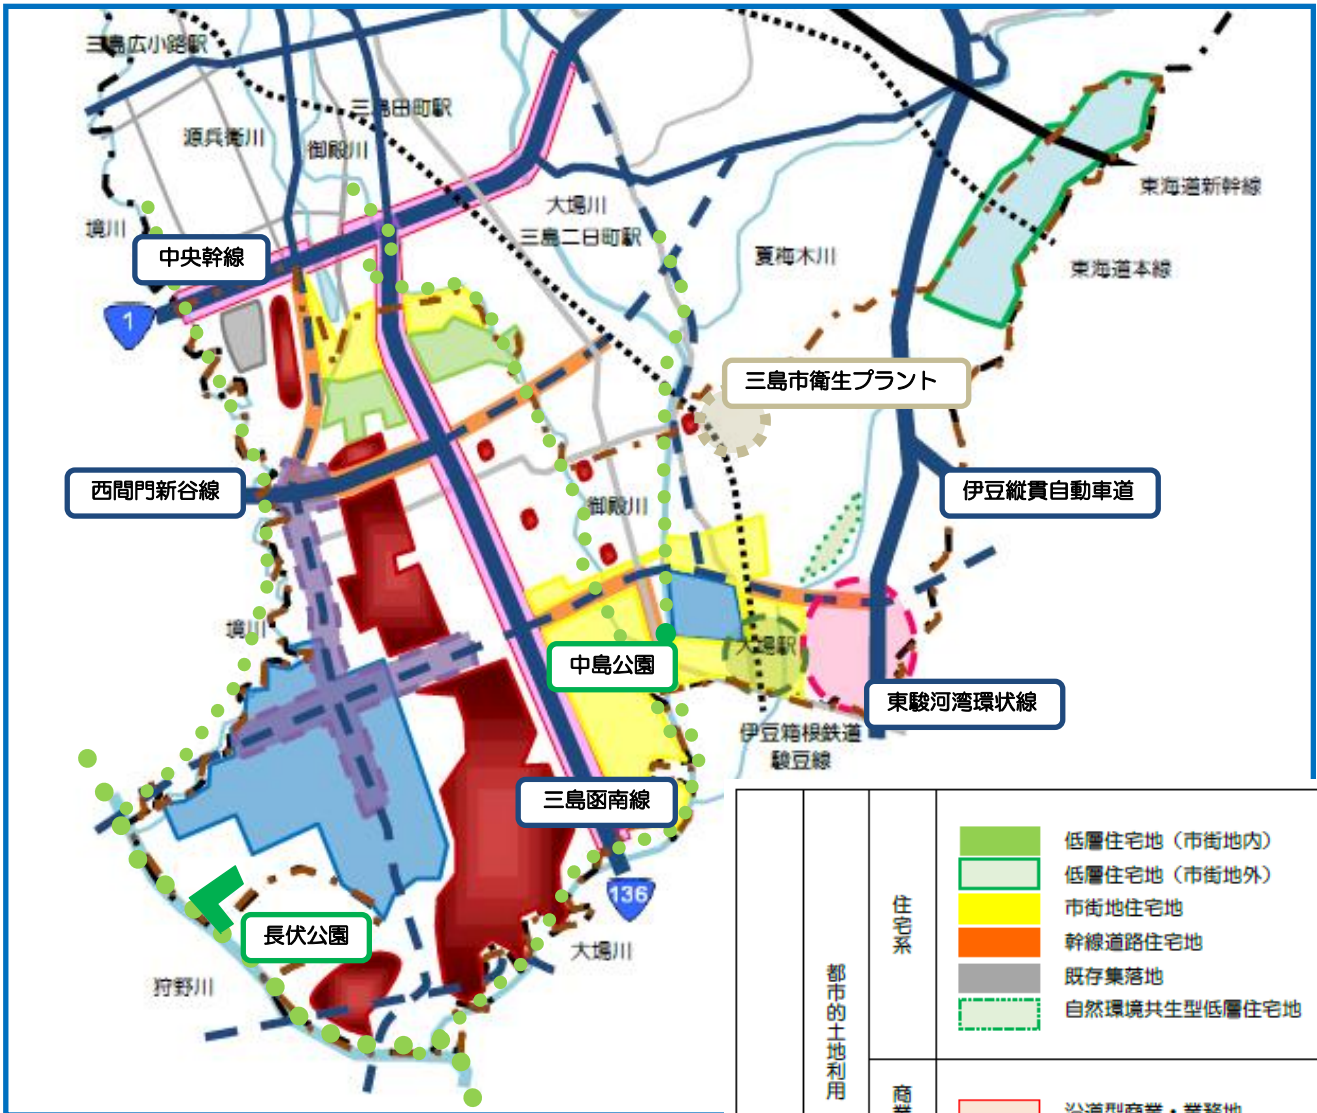 三島広小路駅
三島田町駅
源兵衛川
御殿川
東海道新幹線
大場川
三島二日町駅
境川
夏梅木川
中央幹線
東海道本線
1
三島市衛生プラント
西間門新谷線
伊豆縦貫自動車道
御殿川
境川
大場駅
中島公園
東駿河湾環状線
伊豆箱根鉄道
駿豆線
三島函南線
136
長伏公園
大場川
狩野川
都市的土地利用
住宅系
低層住宅地（市街地内）
低層住宅地（市街地外）
市街地住宅地
幹線道路住宅地
既存集落地
自然環境共生型低層住宅地
商業
沿道型商業・業務地